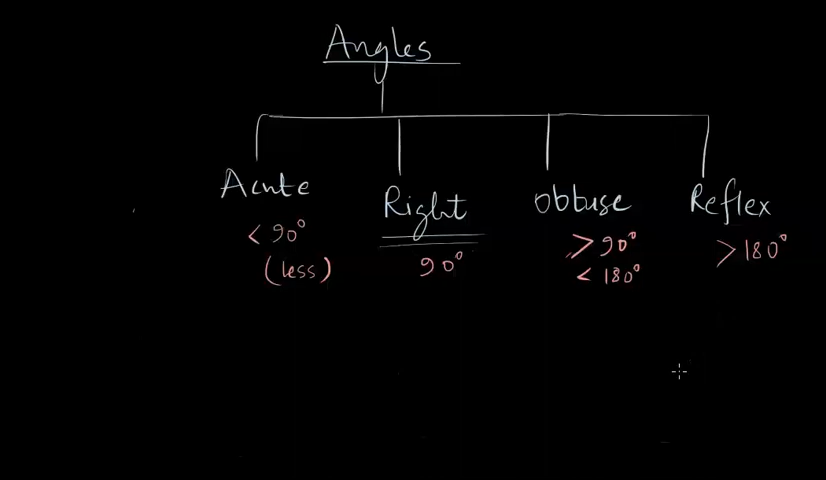 Angles
Acute
Right
obtuse
Reflex
< 90°
> 90°
> 180°
(less)
90°
< 180°